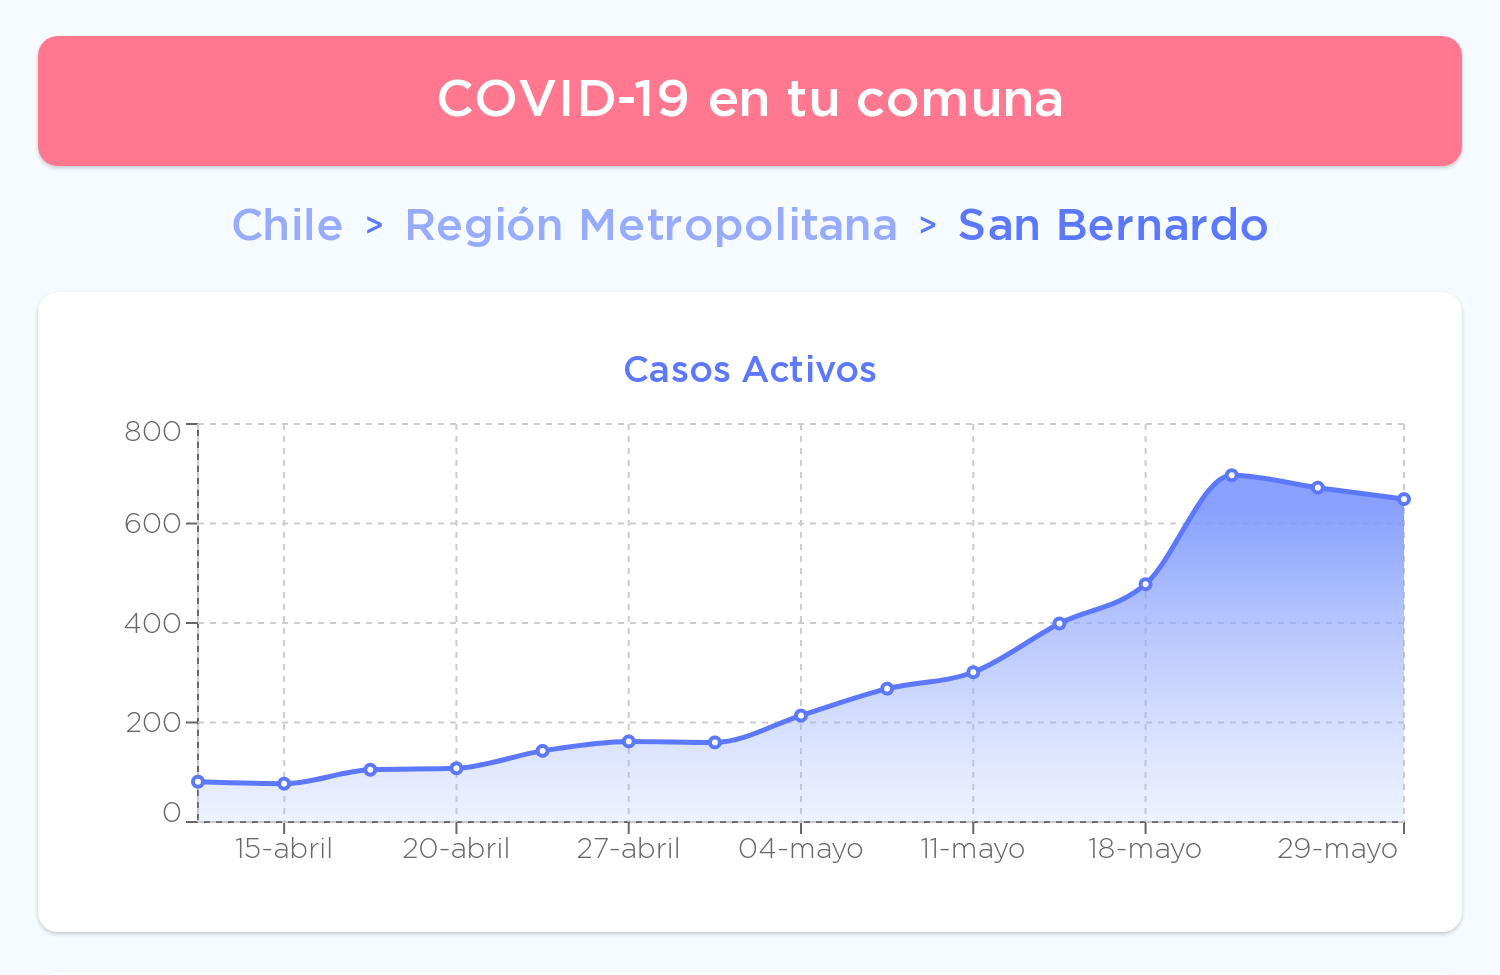 COVID-19 en tu comuna
Chile > Región Metropolitana > San Bernardo
Casos Activos
800
600
400
200
0
15-abril 20-abril 27-abril 04-mayo 11-mayo 18-mayo 29-mayo